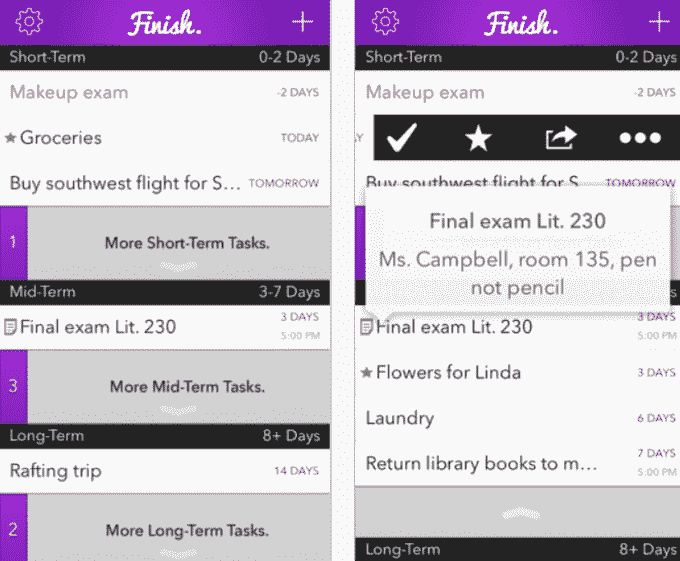 Finish.
Short-Term 0-2 Days
Makeup exam -2 DAYS
Groceries TODAY
Buy southwest flight for S... TOMORROW
1 More Short-Term Tasks.
Mid-Term 3-7 Days
Final exam Lit. 230 3 DAYS
5:00 PM
3 More Mid-Term Tasks.
Long-Term 8+ Days
Rafting trip 14 DAYS
2 More Long-Term Tasks.
Finish.
Short-Term 0-2 Days
Makeup exam -2 DAYS
Buy southwest flight for S... TOMORROW
Final exam Lit. 230
Ms. Campbell, room 135, pen
not pencil
Final exam Lit. 230 3 DAYS
5:00 PM
Flowers for Linda 3 DAYS
Laundry 6 DAYS
Return library books to m... 7 DAYS
5:00 PM
Long-Term 8+ Days